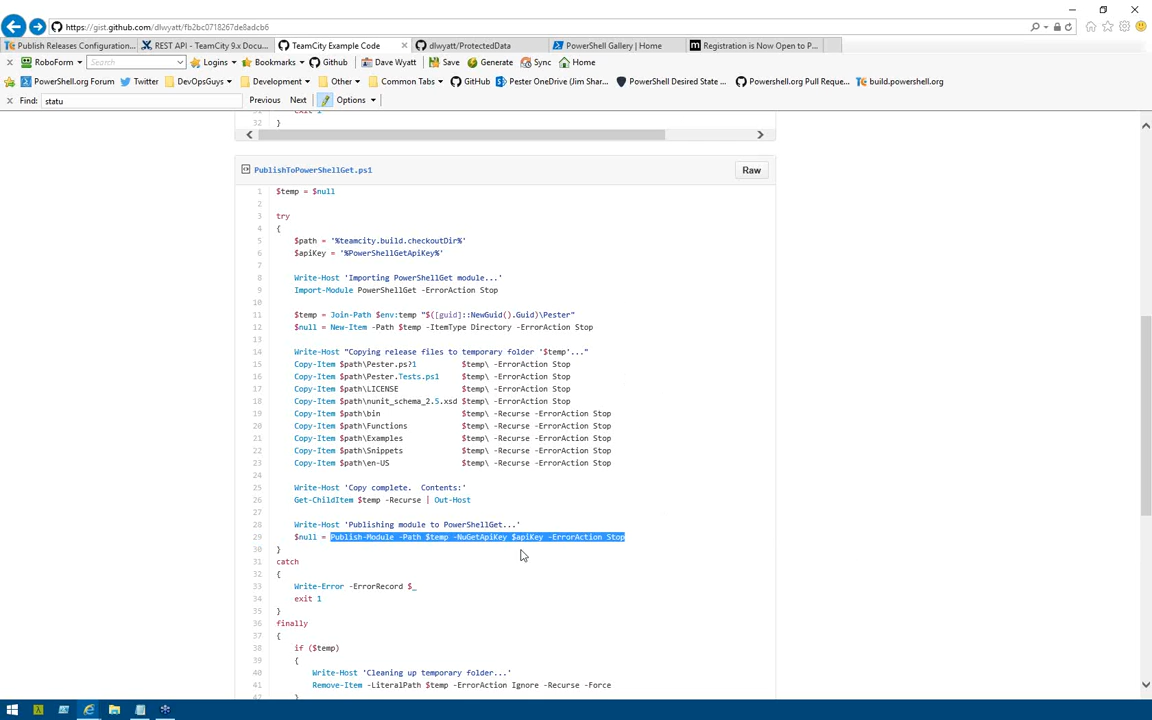 https://gist.github.com/dlwyatt/fb2bc0718267de8adcb6
Publish Releases Configuration...
REST API - TeamCity 9.x Docu...
TeamCity Example Code
dlwyatt/ProtectedData
PowerShell Gallery | Home
Registration is Now Open to P...
RoboForm
Search
Logins
Bookmarks
Github
Dave Wyatt
Save
Generate
Sync
Home
PowerShell.org Forum
Twitter
DevOpsGuys
Development
Other
Common Tabs
GitHub
Pester OneDrive (Jim Shar...
PowerShell Desired State ...
Powershell.org Pull Reque...
build.powershell.org
Find: statu
Previous
Next
Options
32 }
PublishToPowerShellGet.ps1
Raw
1 $temp = $null
2
3 try
4 {
5 $path = '%teamcity.build.checkoutDir%'
6 $apiKey = '%PowerShellGetApiKey%'
7
8 Write-Host 'Importing PowerShellGet module...'
9 Import-Module PowerShellGet -ErrorAction Stop
10
11 $temp = Join-Path $env:temp "$([guid]::NewGuid().Guid)\Pester"
12 $null = New-Item -Path $temp -ItemType Directory -ErrorAction Stop
13
14 Write-Host "Copying release files to temporary folder '$temp'..."
15 Copy-Item $path\Pester.ps?1 $temp\ -ErrorAction Stop
16 Copy-Item $path\Pester.Tests.ps1 $temp\ -ErrorAction Stop
17 Copy-Item $path\LICENSE $temp\ -ErrorAction Stop
18 Copy-Item $path\nunit_schema_2.5.xsd $temp\ -ErrorAction Stop
19 Copy-Item $path\bin $temp\ -Recurse -ErrorAction Stop
20 Copy-Item $path\Functions $temp\ -Recurse -ErrorAction Stop
21 Copy-Item $path\Examples $temp\ -Recurse -ErrorAction Stop
22 Copy-Item $path\Snippets $temp\ -Recurse -ErrorAction Stop
23 Copy-Item $path\en-US $temp\ -Recurse -ErrorAction Stop
24
25 Write-Host 'Copy complete.  Contents:'
26 Get-ChildItem $temp -Recurse | Out-Host
27
28 Write-Host 'Publishing module to PowerShellGet...'
29 $null = Publish-Module -Path $temp -NuGetApiKey $apiKey -ErrorAction Stop
30 }
31 catch
32 {
33 Write-Error -ErrorRecord $_
34 exit 1
35 }
36 finally
37 {
38 if ($temp)
39 {
40 Write-Host 'Cleaning up temporary folder...'
41 Remove-Item -LiteralPath $temp -ErrorAction Ignore -Recurse -Force